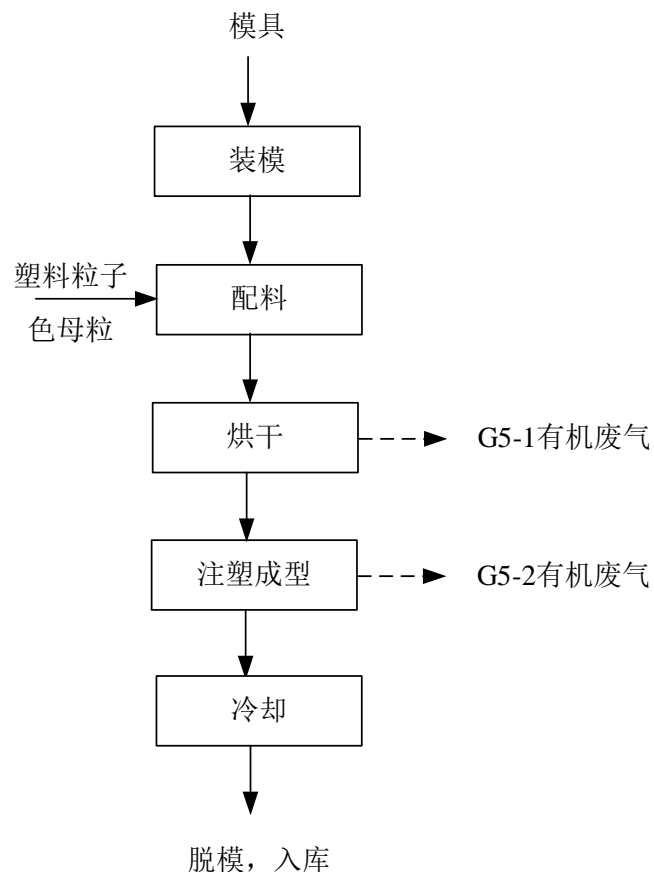 模具
装模
塑料粒子
色母粒
配料
烘干
G5-1有机废气
注塑成型
G5-2有机废气
冷却
脱模，入库